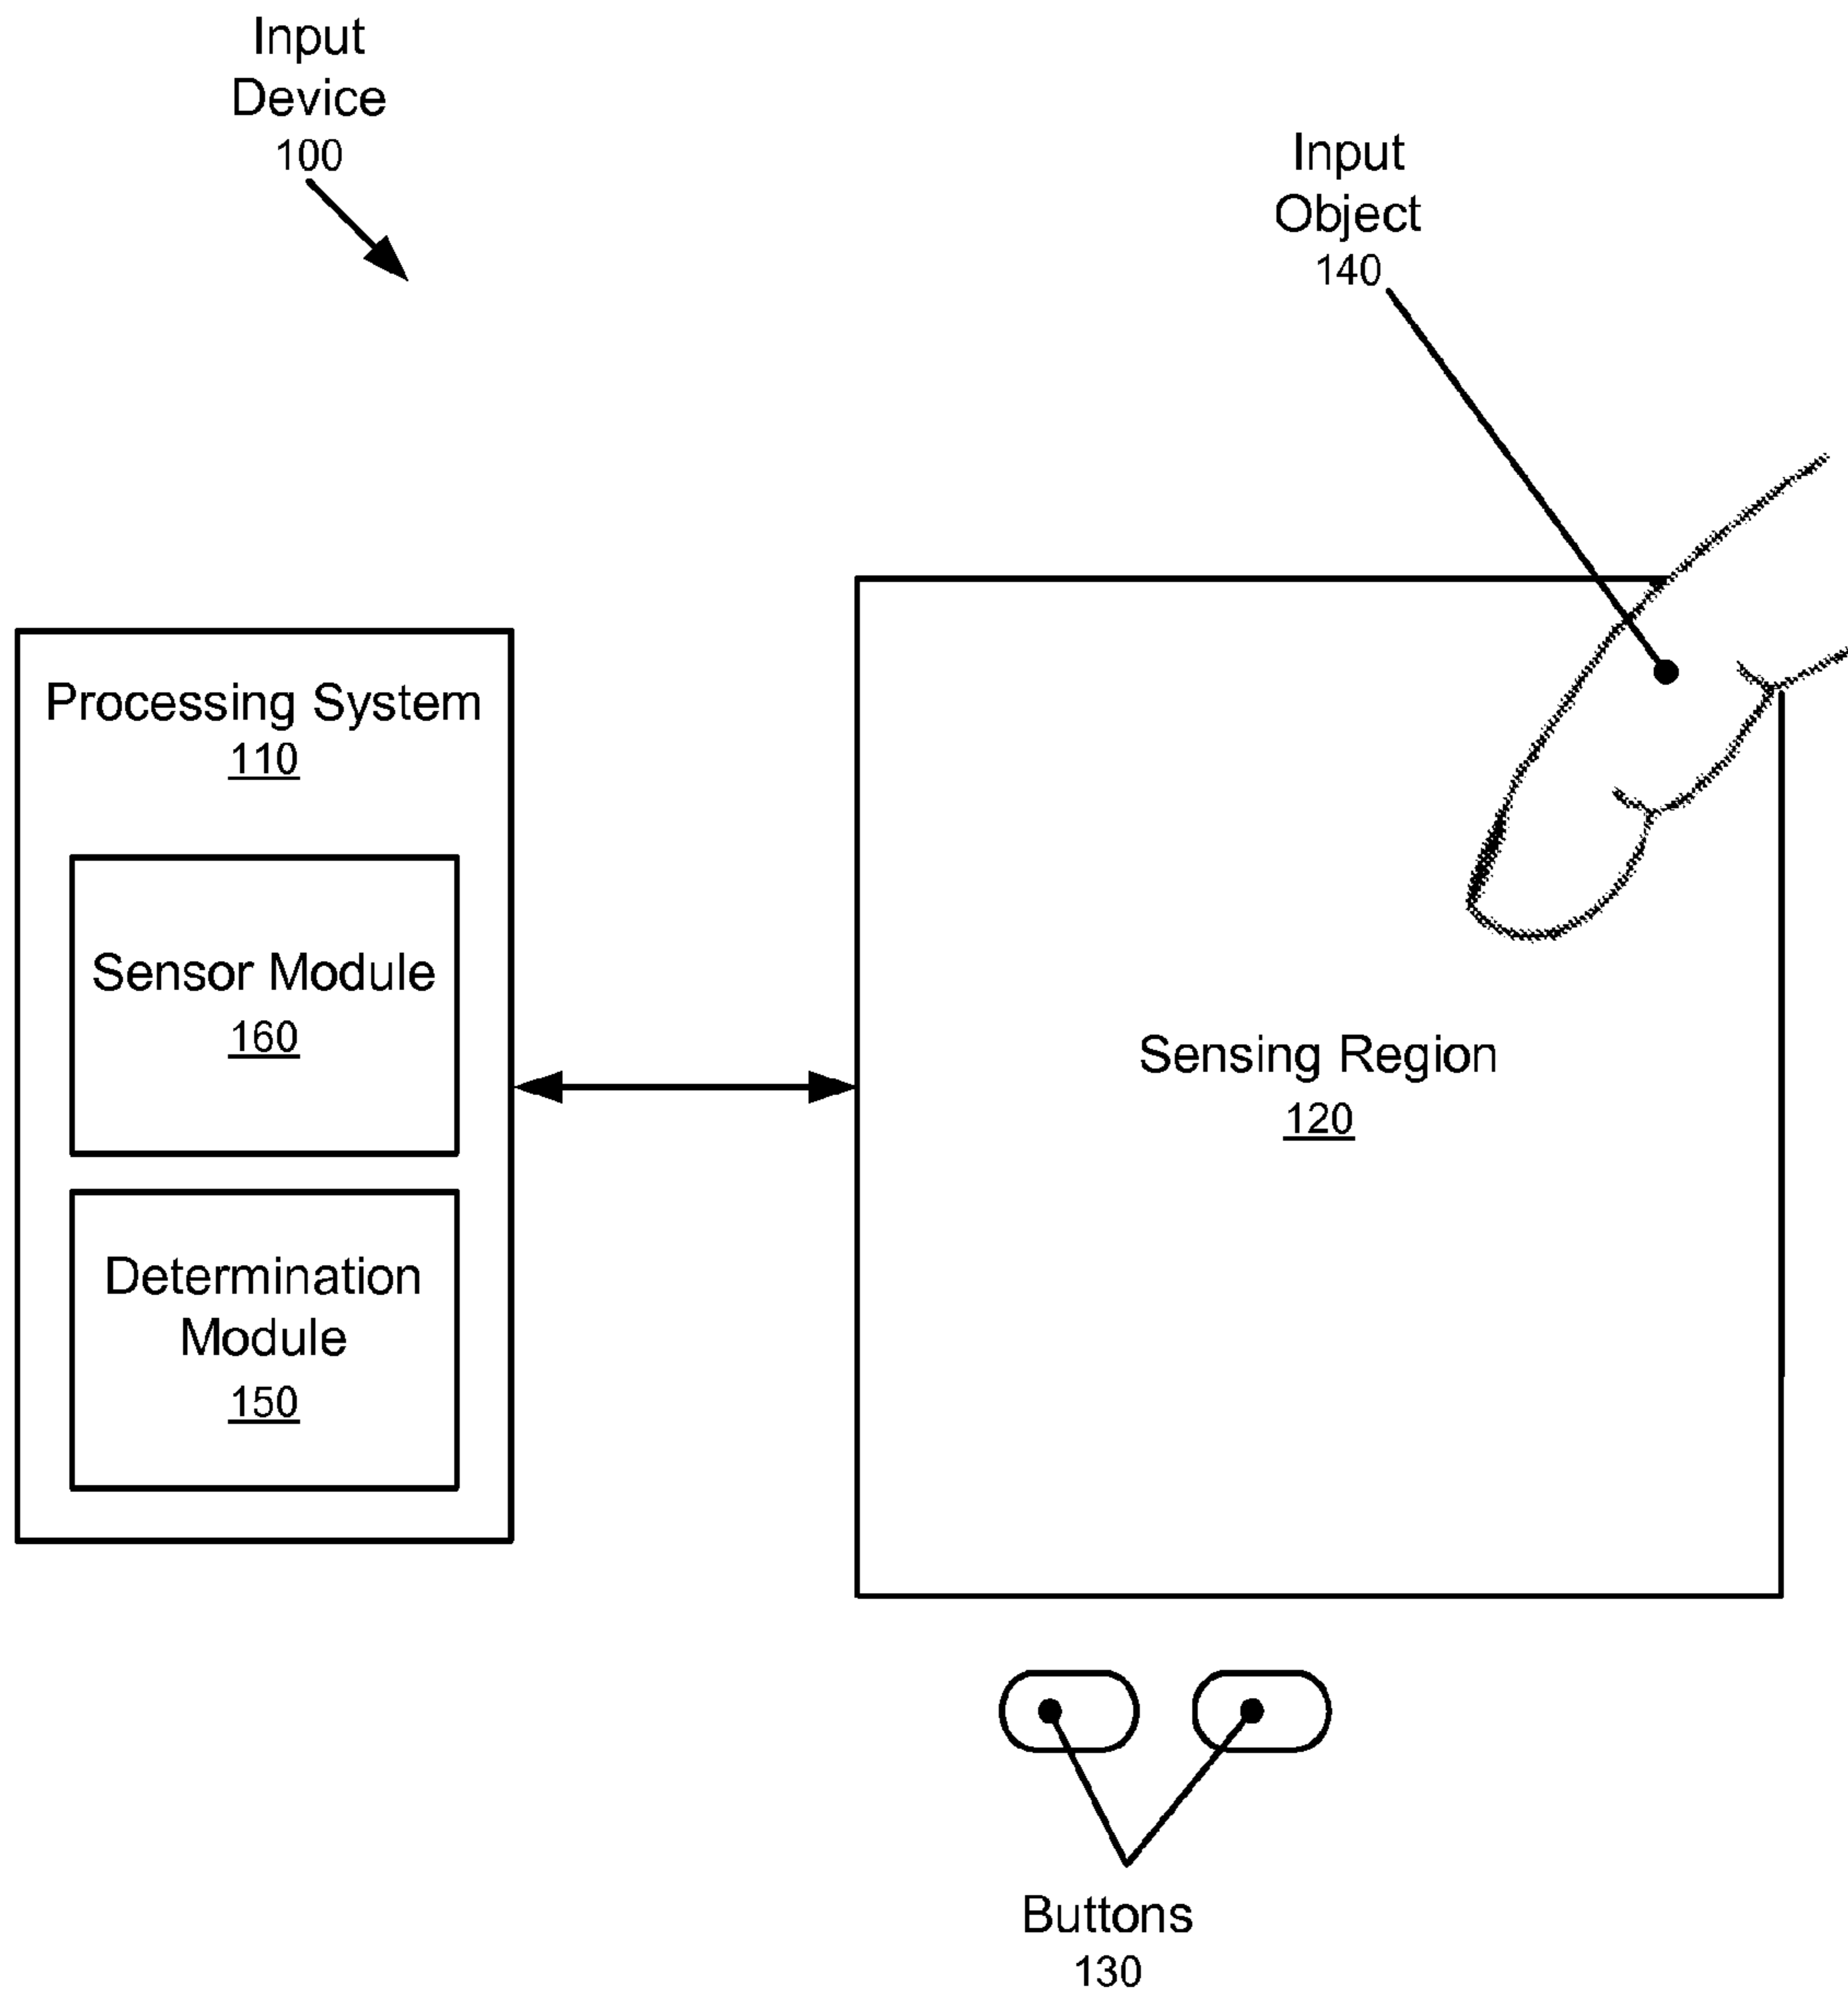 Input
Device
100
Input
Object
140
Processing System
110
Sensor Module
160
Determination
Module
150
Sensing Region
120
Buttons
130